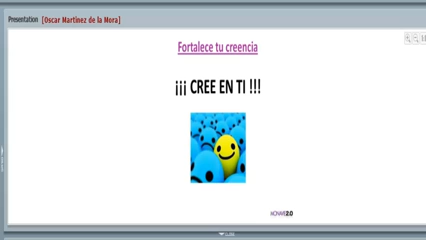 Presentation [Oscar Martinez de la Mora]
Fortalece tu creencia
¡¡¡ CREE EN TI !!!